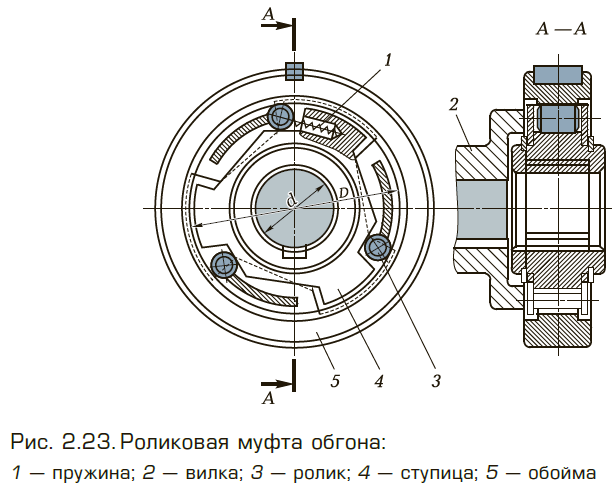 A
A — A
1
2
d
D
A
5
4
3
Рис. 2.23. Роликовая муфта обгона:
1 — пружина; 2 — вилка; 3 — ролик; 4 — ступица; 5 — обойма